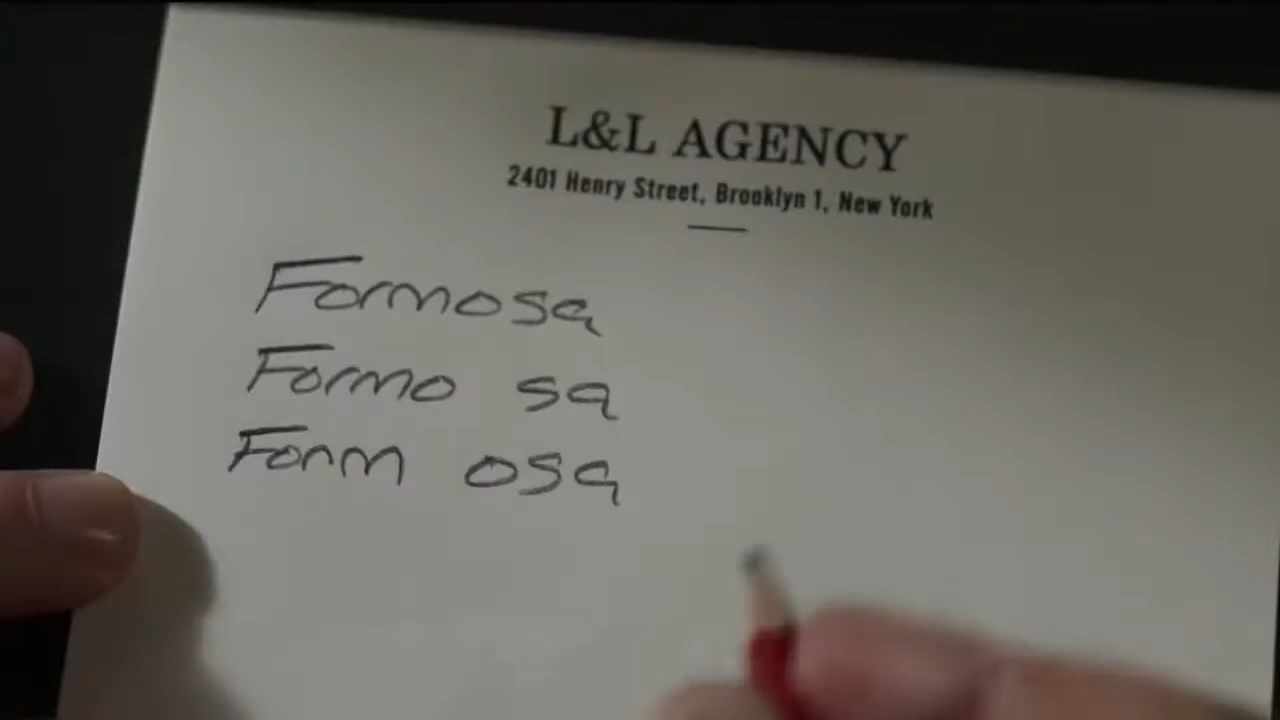 L&L AGENCY
2401 Henry Street, Brooklyn 1, New York
Formosa
Formo sa
Form osa